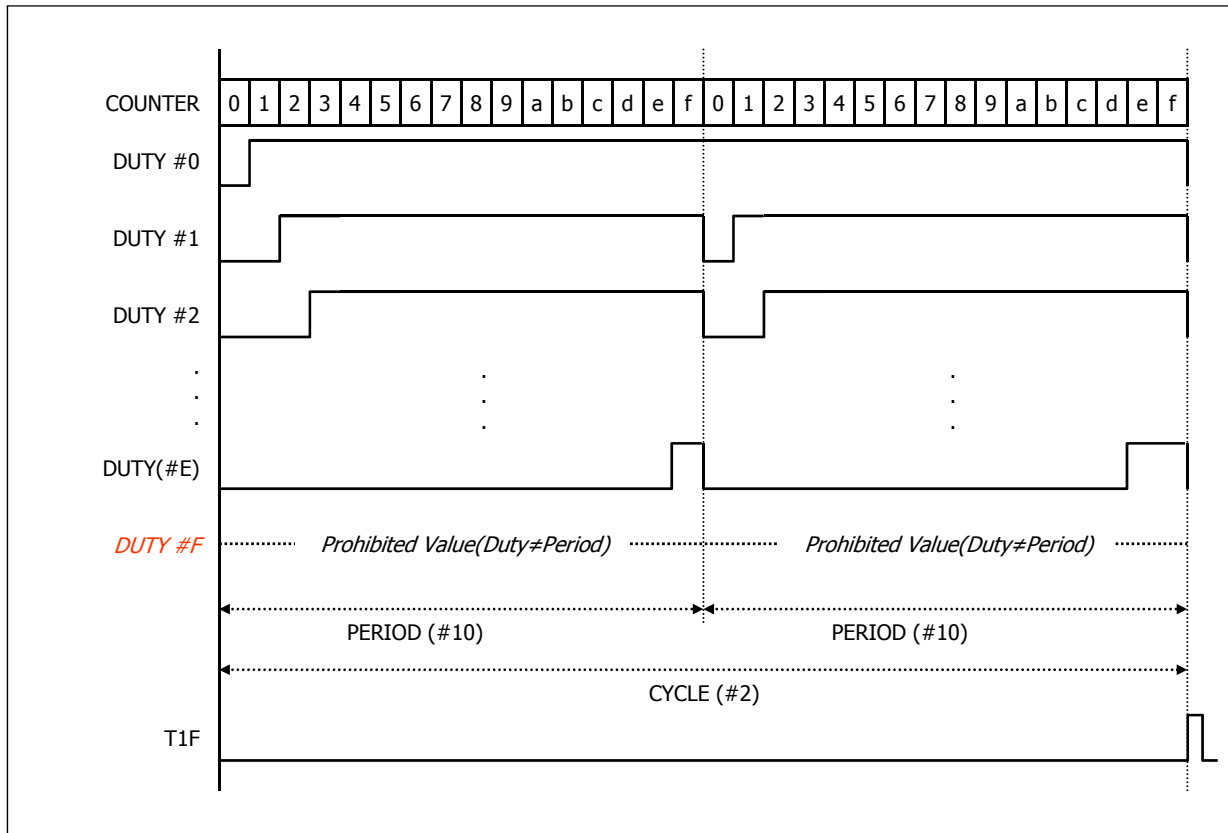 COUNTER 0 1 2 3 4 5 6 7 8 9 a b c d e f 0 1 2 3 4 5 6 7 8 9 a b c d e f
DUTY #0
DUTY #1
DUTY #2
. . .
. . .
. . .
DUTY(#E)
DUTY #F Prohibited Value(Duty≠Period) Prohibited Value(Duty≠Period)
PERIOD (#10) PERIOD (#10)
CYCLE (#2)
T1F